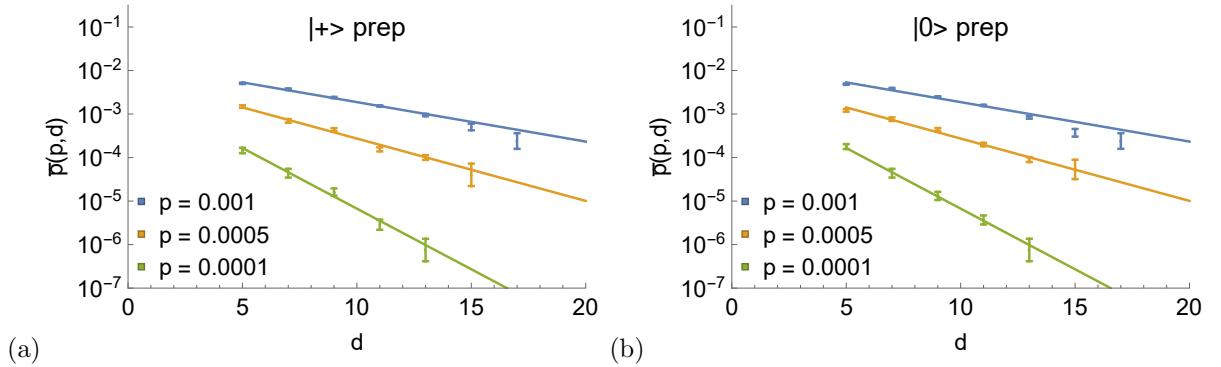 |+> prep
10^-1
10^-2
10^-3
10^-4
10^-5
10^-6
10^-7
p̅(p,d)
p = 0.001
p = 0.0005
p = 0.0001
0 5 10 15 20
d
(a)
|0> prep
10^-1
10^-2
10^-3
10^-4
10^-5
10^-6
10^-7
p̅(p,d)
p = 0.001
p = 0.0005
p = 0.0001
0 5 10 15 20
d
(b)